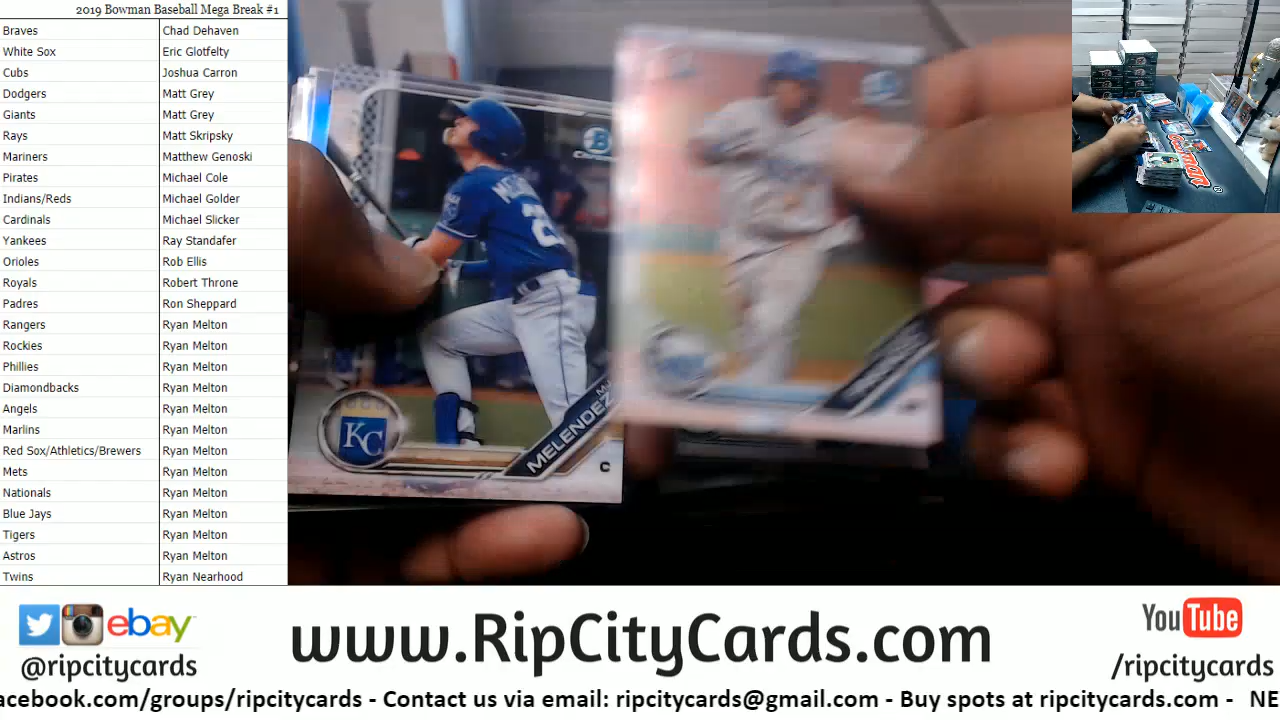 2019 Bowman Baseball Mega Break #1
Braves Chad Dehaven
White Sox Eric Glotfelty
Cubs Joshua Carron
Dodgers Matt Grey
Giants Matt Grey
Rays Matt Skripsky
Mariners Matthew Genoski
Pirates Michael Cole
Indians/Reds Michael Golder
Cardinals Michael Slicker
Yankees Ray Standafer
Orioles Rob Ellis
Royals Robert Throne
Padres Ron Sheppard
Rangers Ryan Melton
Rockies Ryan Melton
Phillies Ryan Melton
Diamondbacks Ryan Melton
Angels Ryan Melton
Marlins Ryan Melton
Red Sox/Athletics/Brewers Ryan Melton
Mets Ryan Melton
Nationals Ryan Melton
Blue Jays Ryan Melton
Tigers Ryan Melton
Astros Ryan Melton
Twins Ryan Nearhood
B
2
KC
MJ
MELENDEZ
C
ebay
@ripcitycards
www.RipCityCards.com
YouTube
/ripcitycards
acebook.com/groups/ripcitycards - Contact us via email: ripcitycards@gmail.com - Buy spots at ripcitycards.com - NE